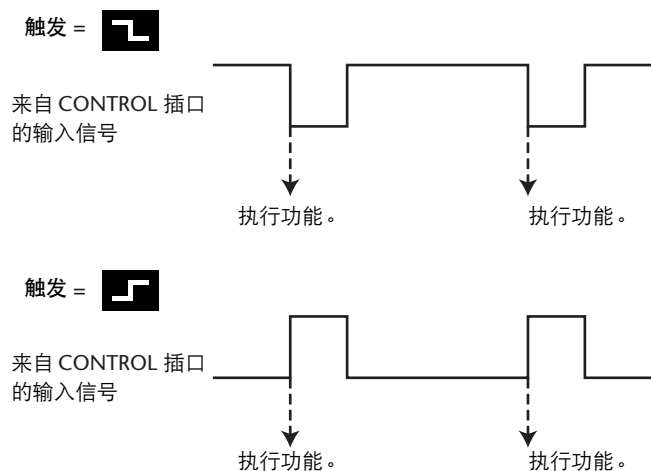 触发 =
来自 CONTROL 插口
的输入信号
执行功能。 执行功能。
触发 =
来自 CONTROL 插口
的输入信号
执行功能。 执行功能。